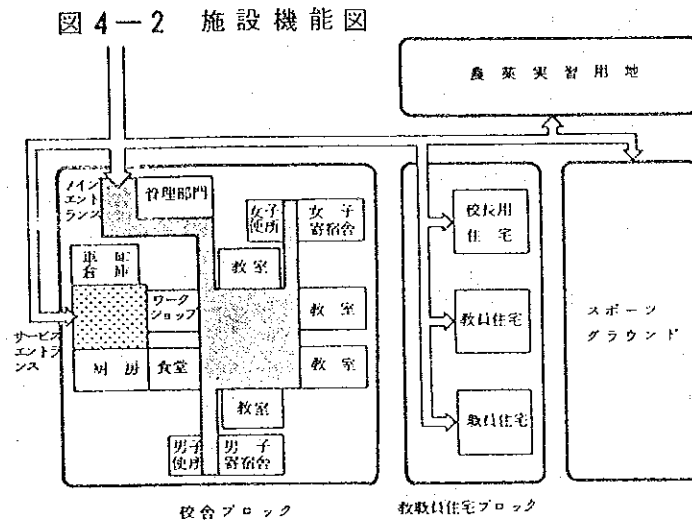 図4―2 施設機能図
農業実習用地
メイン
エント
ランス
管理部門
女子
便所
女子
寄宿舎
校長用
住宅
車庫
倉庫
教室
ワーク
ショップ
教室
教員住宅
スポーツ
グラウンド
サービス
エントラ
ンス
厨房
食堂
教室
教室
職員住宅
男子
便所
男子
寄宿舎
校舎ブロック
教職員住宅ブロック